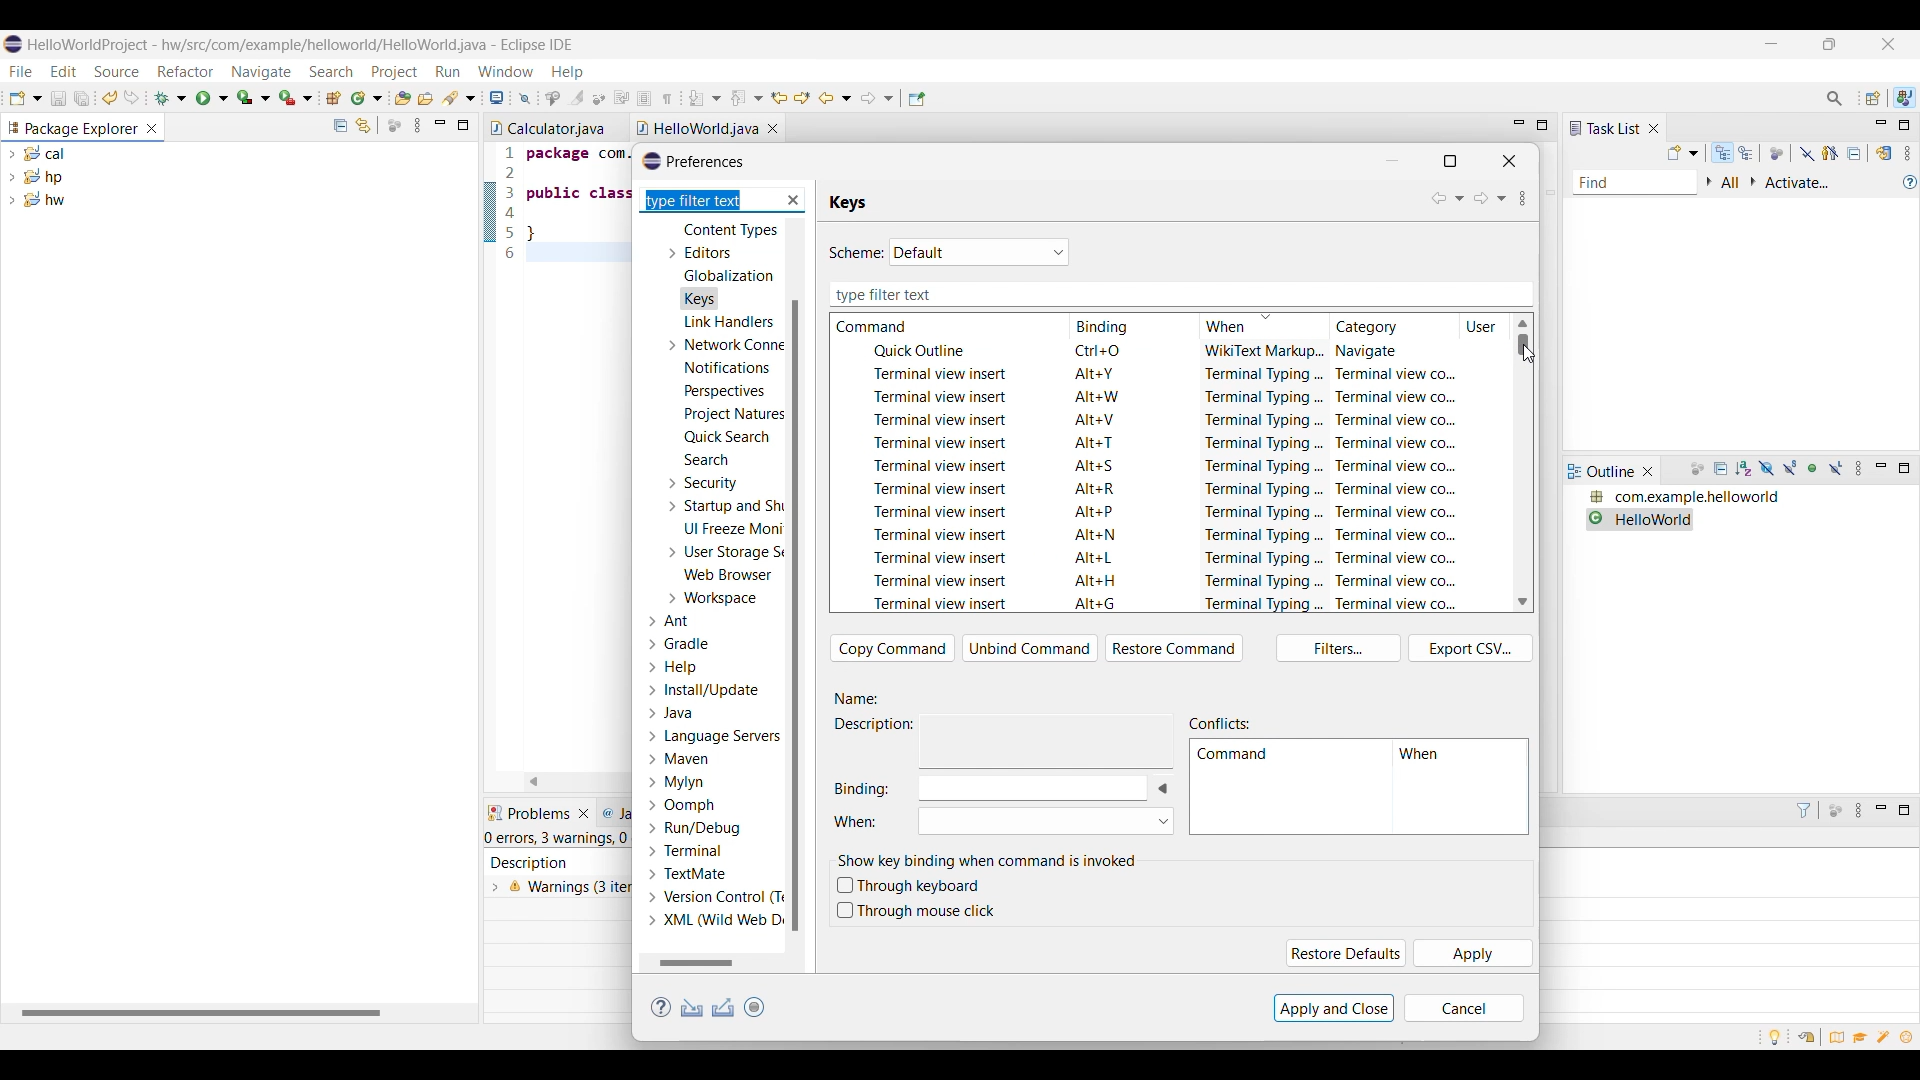 HelloWorldProject - hw/src/com/example/helloworld/HelloWorld.java - Eclipse IDE
File Edit Source Refactor Navigate Search Project Run Window Help
Package Explorer
cal
hp
hw
Calculator.java
HelloWorld.java
1 package com.
2
3 public class
4
5 }
6
Problems
@ Ja
0 errors, 3 warnings, 0
Description
Warnings (3 iter
Preferences
type filter text
Content Types
Editors
Globalization
Keys
Link Handlers
Network Conne
Notifications
Perspectives
Project Natures
Quick Search
Search
Security
Startup and Shu
UI Freeze Moni
User Storage Se
Web Browser
Workspace
Ant
Gradle
Help
Install/Update
Java
Language Servers
Maven
Mylyn
Oomph
Run/Debug
Terminal
TextMate
Version Control (Te
XML (Wild Web De
Keys
Scheme: Default
type filter text
Command Binding When Category User
Quick Outline Ctrl+O WikiText Markup... Navigate
Terminal view insert Alt+Y Terminal Typing ... Terminal view co...
Terminal view insert Alt+W Terminal Typing ... Terminal view co...
Terminal view insert Alt+V Terminal Typing ... Terminal view co...
Terminal view insert Alt+T Terminal Typing ... Terminal view co...
Terminal view insert Alt+S Terminal Typing ... Terminal view co...
Terminal view insert Alt+R Terminal Typing ... Terminal view co...
Terminal view insert Alt+P Terminal Typing ... Terminal view co...
Terminal view insert Alt+N Terminal Typing ... Terminal view co...
Terminal view insert Alt+L Terminal Typing ... Terminal view co...
Terminal view insert Alt+H Terminal Typing ... Terminal view co...
Terminal view insert Alt+G Terminal Typing ... Terminal view co...
Copy Command Unbind Command Restore Command Filters... Export CSV...
Name:
Description:
Binding:
When:
Conflicts:
Command When
Show key binding when command is invoked
Through keyboard
Through mouse click
Restore Defaults Apply
Apply and Close Cancel
Task List
Find All Activate...
Outline
com.example.helloworld
HelloWorld